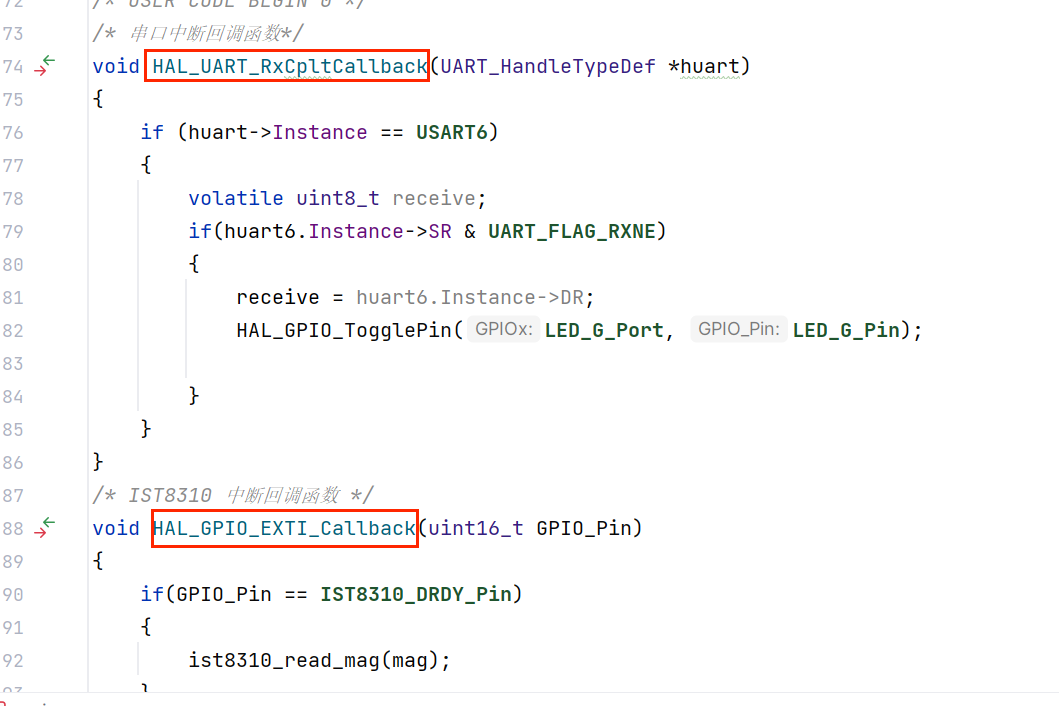 72 /* USER CODE BEGIN 0 */
73 /* 串口中断回调函数*/
74 void HAL_UART_RxCpltCallback(UART_HandleTypeDef *huart)
75 {
76 if (huart->Instance == USART6)
77 {
78 volatile uint8_t receive;
79 if(huart6.Instance->SR & UART_FLAG_RXNE)
80 {
81 receive = huart6.Instance->DR;
82 HAL_GPIO_TogglePin( GPIOx: LED_G_Port, GPIO_Pin: LED_G_Pin);
83
84 }
85 }
86 }
87 /* IST8310 中断回调函数 */
88 void HAL_GPIO_EXTI_Callback(uint16_t GPIO_Pin)
89 {
90 if(GPIO_Pin == IST8310_DRDY_Pin)
91 {
92 ist8310_read_mag(mag);
93 }